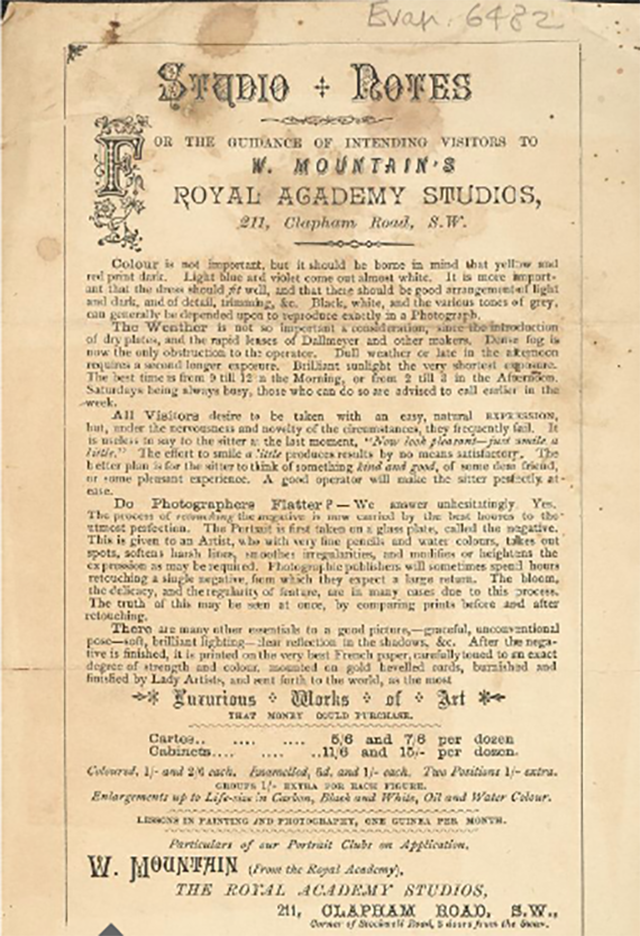 Evan. 6482
STUDIO + NOTES
FOR THE GUIDANCE OF INTENDING VISITORS TO
W. MOUNTAIN'S
ROYAL ACADEMY STUDIOS,
211, Clapham Road, S.W.
Colour is not important, but it should be borne in mind that yellow and
red print dark. Light blue and violet come out almost white. It is more import-
ant that the dress should fit well, and that there should be good arrangement of light
and dark, and of detail, trimming, &c. Black, white, and the various tones of grey,
can generally be depended upon to reproduce exactly in a Photograph.
The Weather is not so important a consideration, since the introduction
of dry plates, and the rapid lenses of Dallmeyer and other makers. Dense fog is
now the only obstruction to the operator. Dull weather or late in the afternoon
requires a second longer exposure. Brilliant sunlight the very shortest exposure.
The best time is from 9 till 12 in the Morning, or from 2 till 3 in the Afternoon.
Saturdays being always busy, those who can do so are advised to call earlier in the
week.
All Visitors desire to be taken with an easy, natural EXPRESSION,
but, under the nervousness and novelty of the circumstances, they frequently fail. It
is useless to say to the sitter at the last moment, "Now look pleasant—just smile a
little." The effort to smile a little produces results by no means satisfactory. The
better plan is for the sitter to think of something kind and good, of some dear friend,
or some pleasant experience. A good operator will make the sitter perfectly at
ease.
Do Photographers Flatter?—We answer unhesitatingly. Yes.
The process of retouching the negative is now carried by the best houses to the
utmost perfection. The Portrait is first taken on a glass plate, called the negative.
This is given to an Artist, who with very fine pencils and water colours, takes out
spots, softens harsh lines, smoothes irregularities, and modifies or heightens the
expression as may be required. Photographic publishers will sometimes spend hours
retouching a single negative, from which they expect a large return. The bloom,
the delicacy, and the regularity of feature, are in many cases due to this process.
The truth of this may be seen at once, by comparing prints before and after
retouching.
There are many other essentials to a good picture,—graceful, unconventional
pose—soft, brilliant lighting—clear reflection in the shadows, &c. After the nega-
tive is finished, it is printed on the very best French paper, carefully toned to an exact
degree of strength and colour, mounted on gold bevelled cards, burnished and
finished by Lady Artists, and sent forth to the world, as the most
Luxurious Works of Art
THAT MONEY COULD PURCHASE.
Cartes.. .... .... 5/6 and 7/6 per dozen
Cabinets.... .... ..11/6 and 15/- per dozen.
Coloured, 1/- and 2/6 each. Enamelled, 6d. and 1/- each. Two Positions 1/- extra.
GROUPS 1/- EXTRA FOR EACH FIGURE.
Enlargements up to Life-size in Carbon, Black and White, Oil and Water Colour.
LESSONS IN PAINTING AND PHOTOGRAPHY, ONE GUINEA PER MONTH.
Particulars of our Portrait Clubs on Application.
W. MOUNTAIN (From the Royal Academy),
THE ROYAL ACADEMY STUDIOS,
211, CLAPHAM ROAD, S.W.,
Corner of Stockwell Road, 5 doors from the Swan.